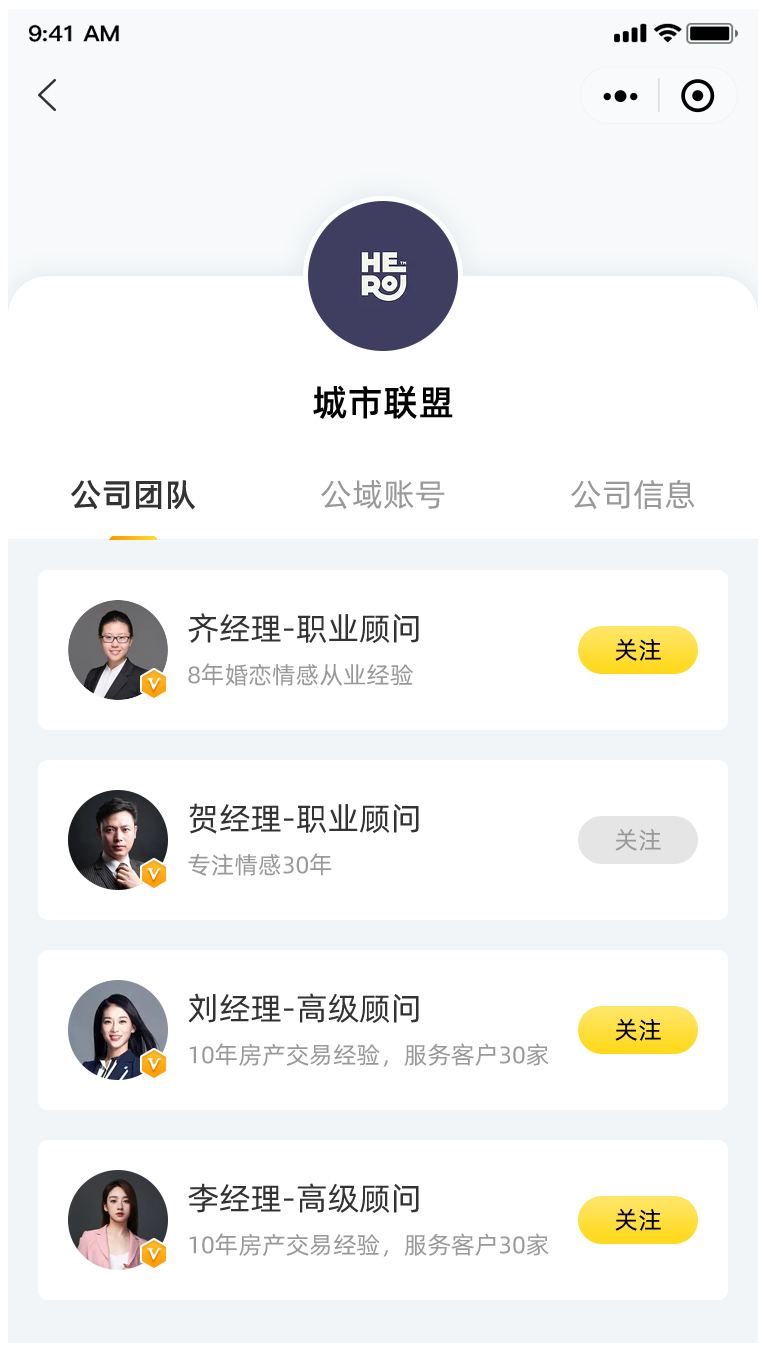 9:41 AM
HE™
RO
城市联盟
公司团队
公域账号
公司信息
齐经理-职业顾问
8年婚恋情感从业经验
关注
V
贺经理-职业顾问
专注情感30年
关注
V
刘经理-高级顾问
10年房产交易经验，服务客户30家
关注
V
李经理-高级顾问
10年房产交易经验，服务客户30家
关注
V